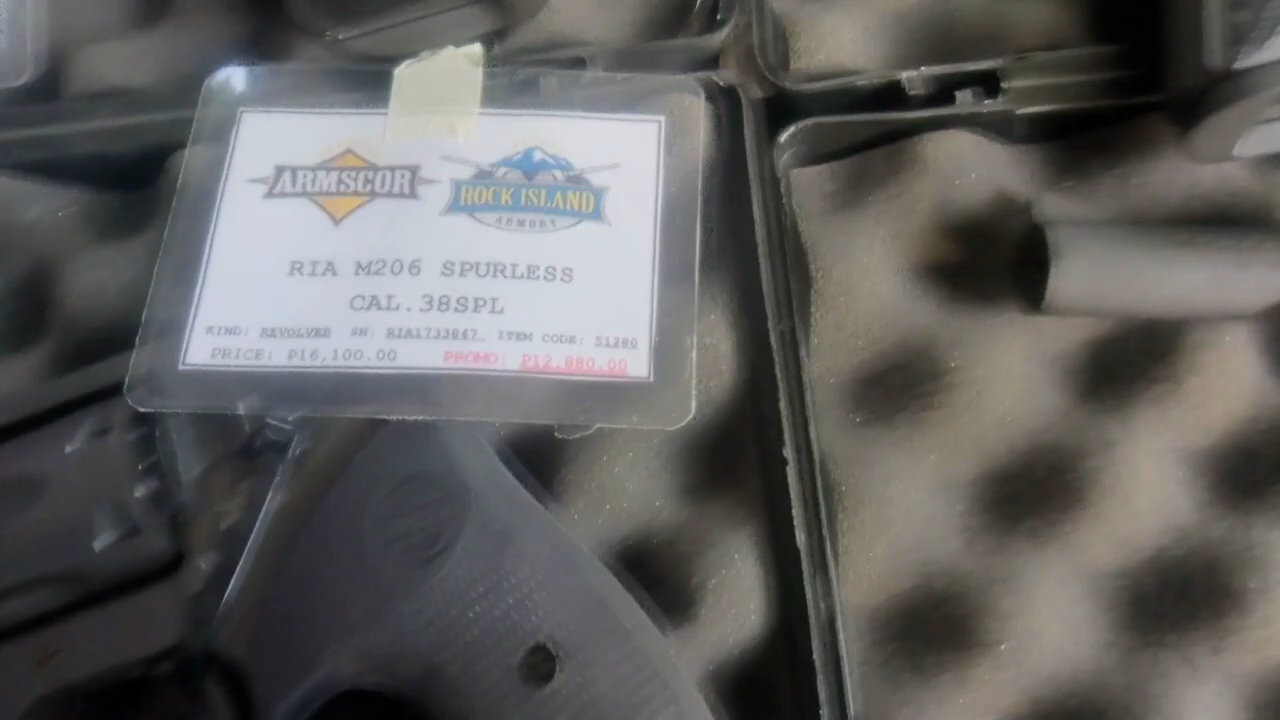 ARMSCOR
ROCK ISLAND
ARMORY
RIA M206 SPURLESS
CAL.38SPL
KIND: REVOLVER SN: RIA1733847 ITEM CODE: 51280
PRICE: P16,100.00 PROMO: P12,880.00